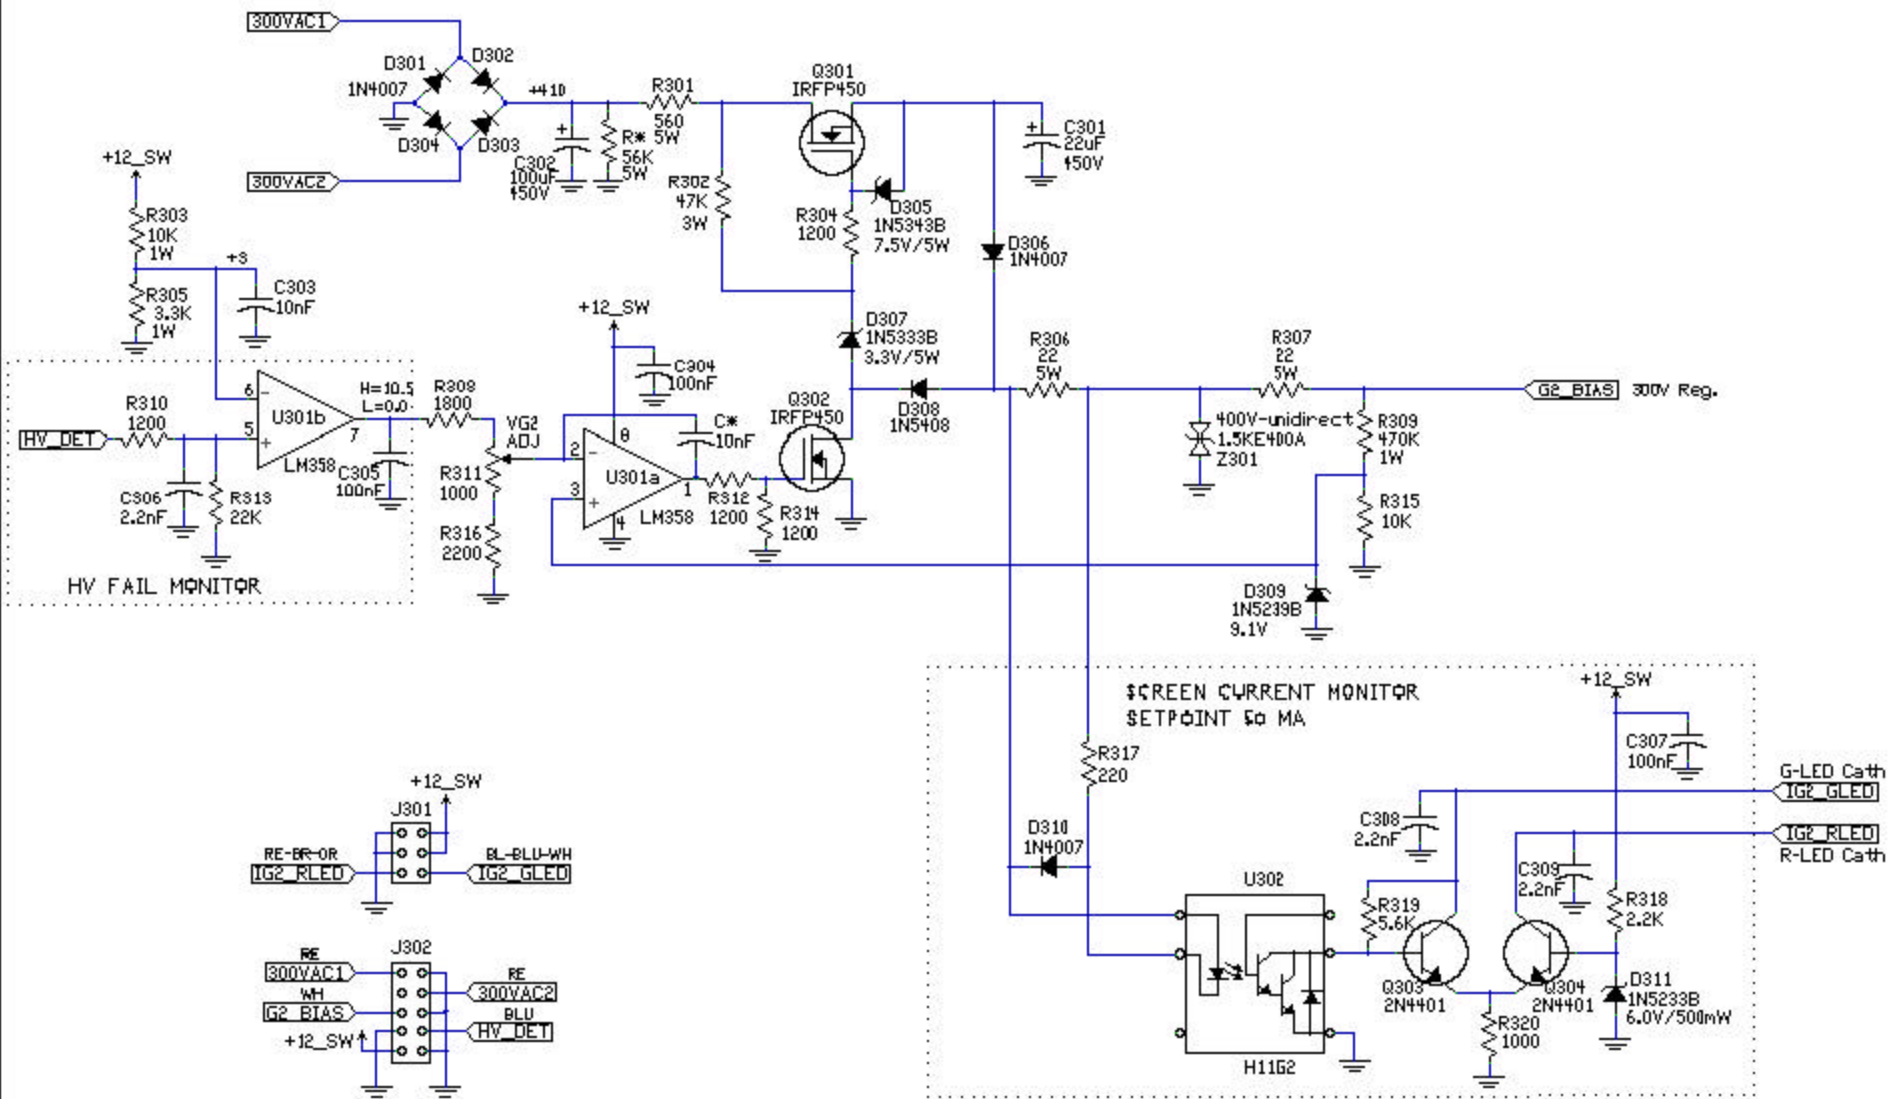 300VAC1
D301
D302
1N4007
D304
D303
300VAC2
+410
R301
560
5W
R*
56K
5W
C302
100uF
450V
Q301
IRFP450
C301
22uF
450V
R302
47K
3W
R304
1200
D305
1N5343B
7.5V/5W
D306
1N4007
+12_SW
R303
10K
1W
+3
R305
3.3K
1W
C303
10nF
+12_SW
D307
1N5333B
3.3V/5W
C304
100nF
R306
22
5W
R307
22
5W
G2_BIAS
300V Reg.
HV_DET
R310
1200
6
5
7
U301b
LM358
H=10.5
L=0.0
R308
1800
C305
100nF
C306
2.2nF
R313
22K
HV FAIL MONITOR
VG2
ADJ
R311
1000
R316
2200
2
3
8
4
1
U301a
LM358
C*
10nF
R312
1200
R314
1200
Q302
IRFP450
D308
1N5408
400V-unidirect
1.5KE400A
Z301
R309
470K
1W
R315
10K
D309
1N5239B
9.1V
SCREEN CURRENT MONITOR
SETPOINT 50 MA
+12_SW
C307
100nF
R317
220
G-LED Cath
IG2_GLED
IG2_RLED
R-LED Cath
D310
1N4007
C308
2.2nF
C309
2.2nF
U302
H11G2
R319
5.6K
R318
2.2K
Q303
2N4401
Q304
2N4401
D311
1N5233B
6.0V/500mW
R320
1000
+12_SW
J301
RE-BR-OR
IG2_RLED
BL-BLU-WH
IG2_GLED
J302
RE
300VAC1
RE
300VAC2
WH
G2_BIAS
BLU
HV_DET
+12_SW